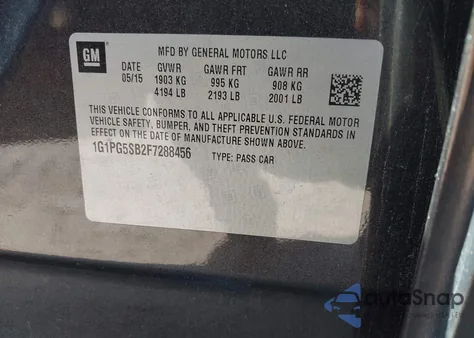 GM
MFD BY GENERAL MOTORS LLC
DATE GVWR GAWR FRT GAWR RR
05/15 1903 KG 995 KG 908 KG
4194 LB 2193 LB 2001 LB
THIS VEHICLE CONFORMS TO ALL APPLICABLE U.S. FEDERAL MOTOR
VEHICLE SAFETY, BUMPER, AND THEFT PREVENTION STANDARDS IN
EFFECT ON THE DATE OF MANUFACTURE SHOWN ABOVE.
1G1PG5SB2F7288456 TYPE: PASS CAR
AutoSnap